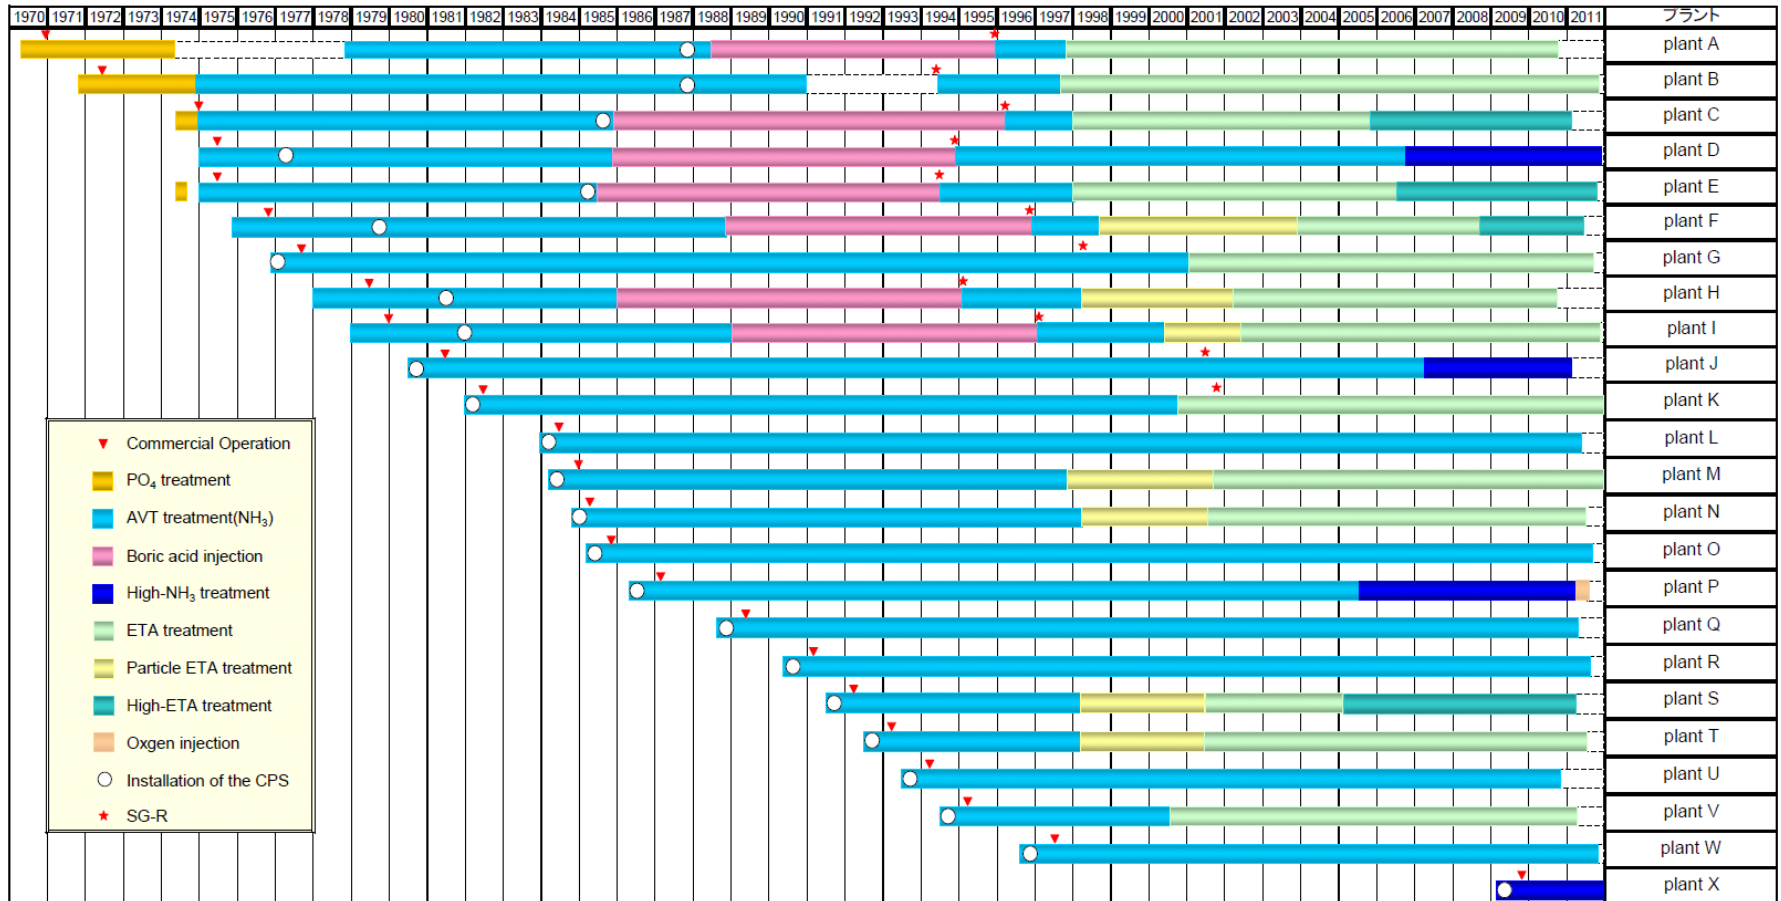 1970 1971 1972 1973 1974 1975 1976 1977 1978 1979 1980 1981 1982 1983 1984 1985 1986 1987 1988 1989 1990 1991 1992 1993 1994 1995 1996 1997 1998 1999 2000 2001 2002 2003 2004 2005 2006 2007 2008 2009 2010 2011 プラント
plant A
plant B
plant C
plant D
plant E
plant F
plant G
plant H
plant I
plant J
plant K
plant L
plant M
plant N
plant O
plant P
plant Q
plant R
plant S
plant T
plant U
plant V
plant W
plant X
Commercial Operation
PO₄ treatment
AVT treatment(NH₃)
Boric acid injection
High-NH₃ treatment
ETA treatment
Particle ETA treatment
High-ETA treatment
Oxgen injection
Installation of the CPS
SG-R